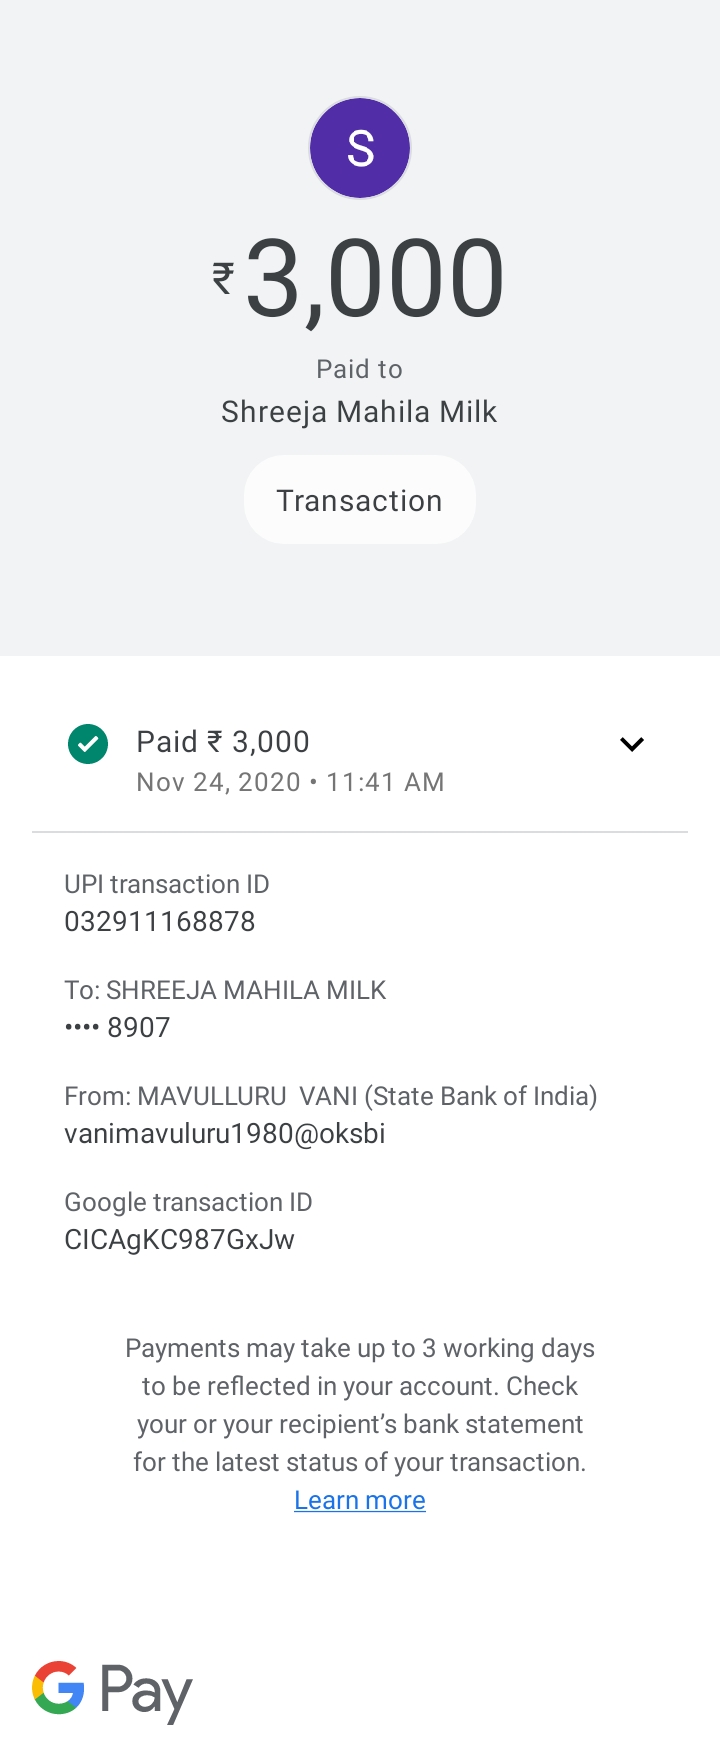 S
₹3,000
Paid to
Shreeja Mahila Milk
Transaction
Paid ₹ 3,000
Nov 24, 2020 • 11:41 AM
UPI transaction ID
032911168878
To: SHREEJA MAHILA MILK
•••• 8907
From: MAVULLURU  VANI (State Bank of India)
vanimavuluru1980@oksbi
Google transaction ID
CICAgKC987GxJw
Payments may take up to 3 working days
to be reflected in your account. Check
your or your recipient’s bank statement
for the latest status of your transaction.
Learn more
G Pay